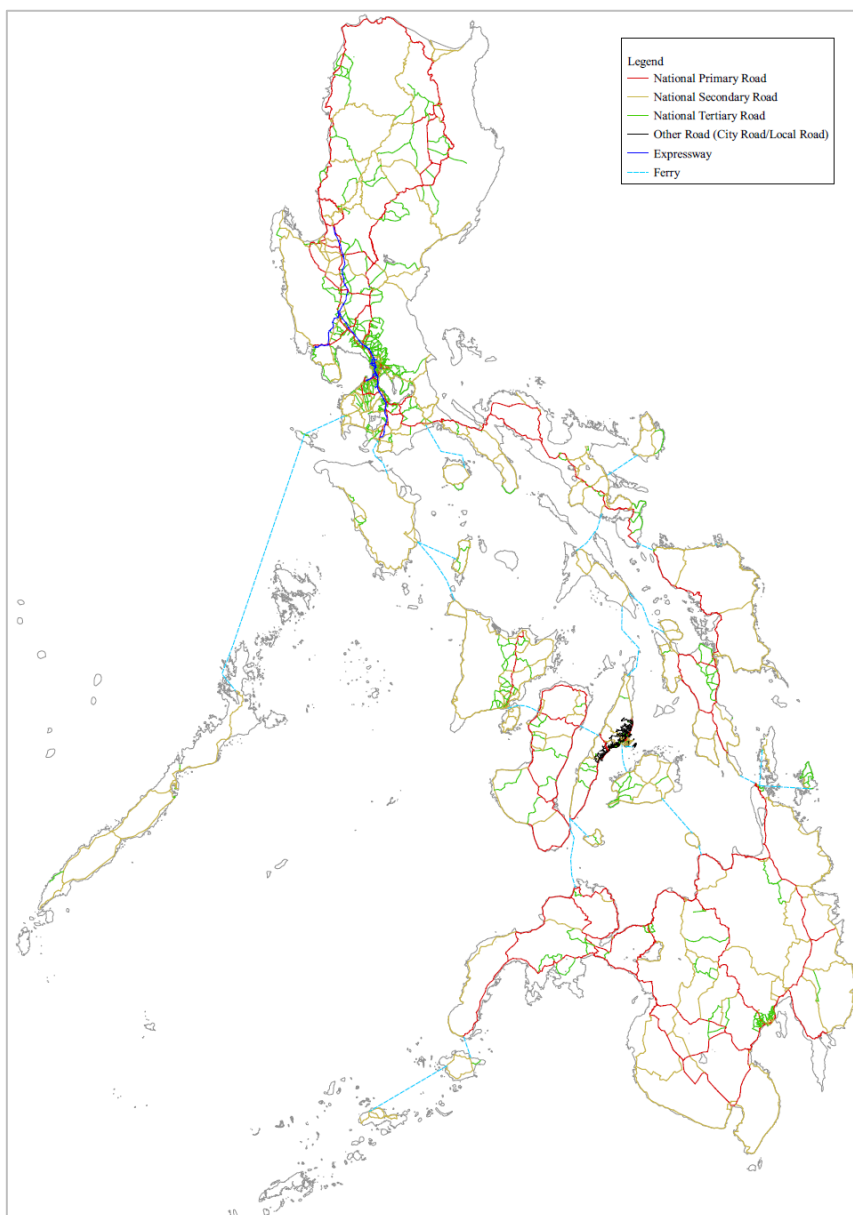 Legend
National Primary Road
National Secondary Road
National Tertiary Road
Other Road (City Road/Local Road)
Expressway
Ferry